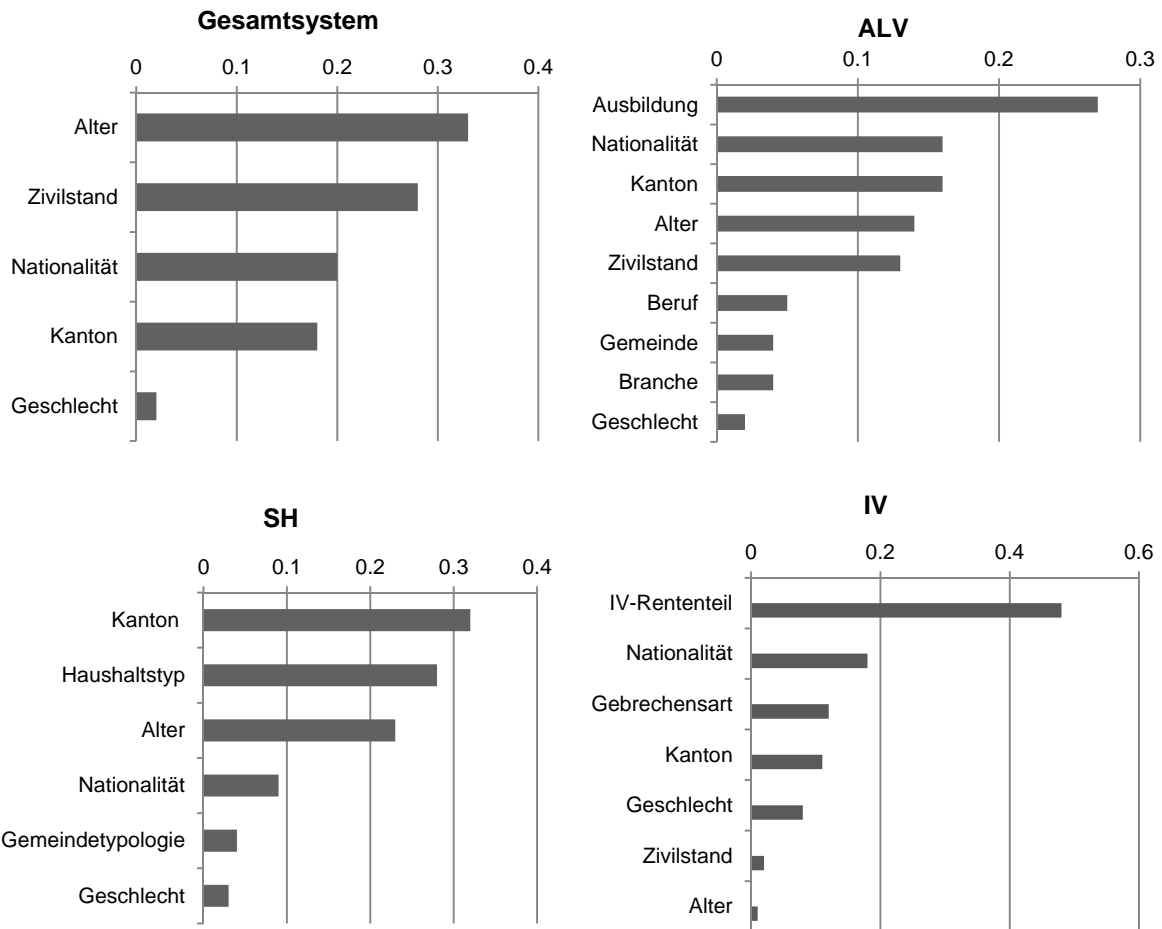 Gesamtsystem
0 0.1 0.2 0.3 0.4
Alter
Zivilstand
Nationalität
Kanton
Geschlecht
ALV
0 0.1 0.2 0.3
Ausbildung
Nationalität
Kanton
Alter
Zivilstand
Beruf
Gemeinde
Branche
Geschlecht
SH
0 0.1 0.2 0.3 0.4
Kanton
Haushaltstyp
Alter
Nationalität
Gemeindetypologie
Geschlecht
IV
0 0.2 0.4 0.6
IV-Rententeil
Nationalität
Gebrechensart
Kanton
Geschlecht
Zivilstand
Alter